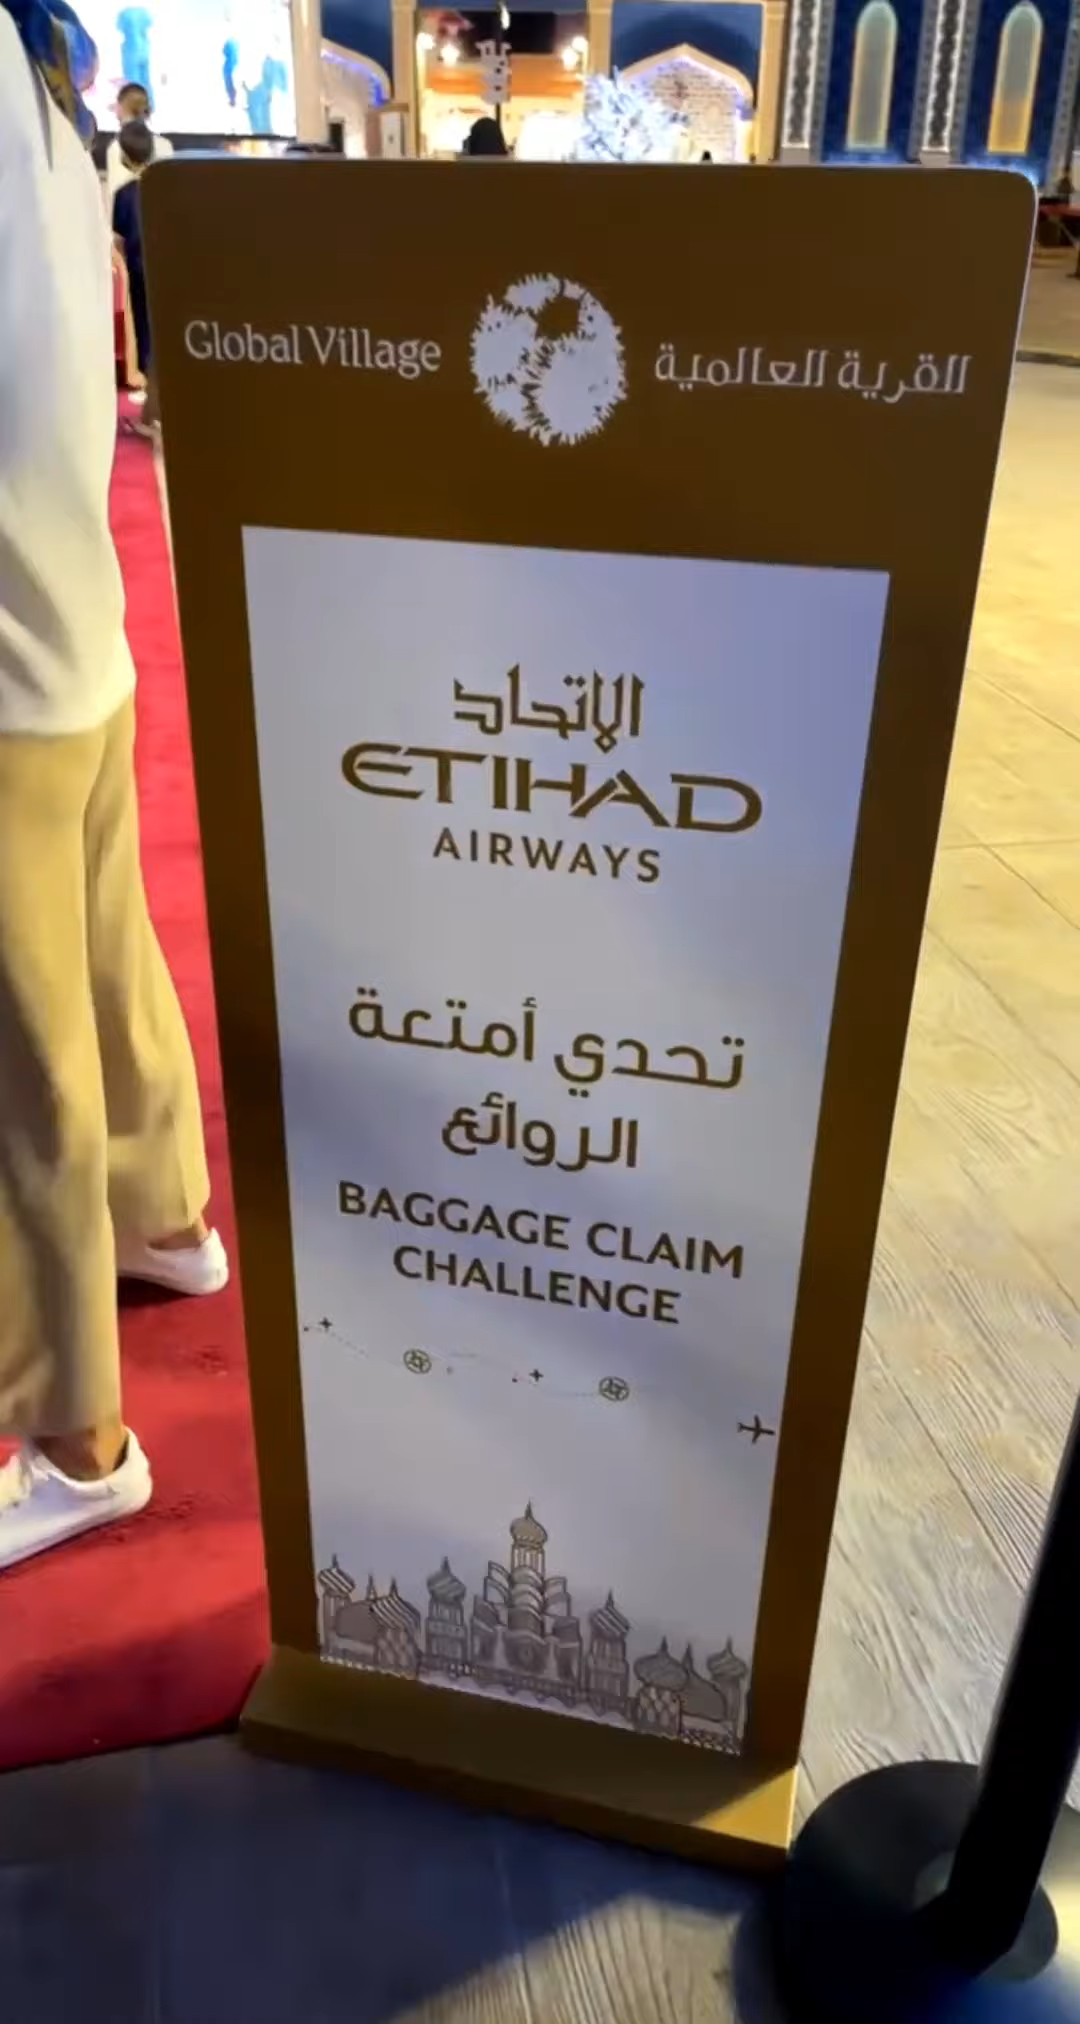 Global Village
القرية العالمية
الاتحاد
ETIHAD
AIRWAYS
تحدي أمتعة
الروائع
BAGGAGE CLAIM
CHALLENGE